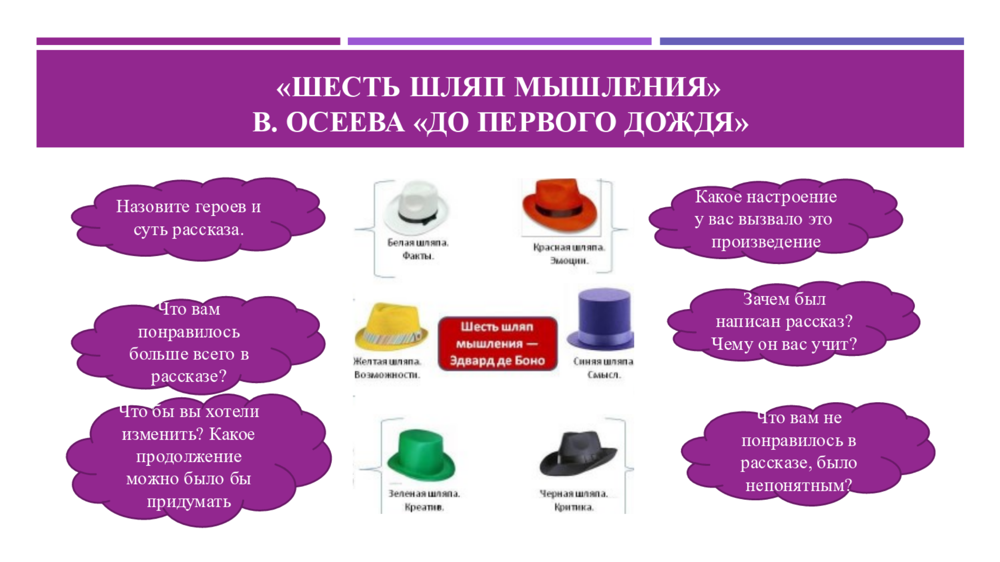 «ШЕСТЬ ШЛЯП МЫШЛЕНИЯ»
В. ОСЕЕВА «ДО ПЕРВОГО ДОЖДЯ»
Назовите героев и
суть рассказа.
Белая шляпа.
Факты.
Красная шляпа.
Эмоции.
Какое настроение
у вас вызвало это
произведение
Что вам
понравилось
больше всего в
рассказе?
Желтая шляпа.
Возможности.
Шесть шляп
мышления —
Эдвард де Боно
Синяя шляпа
Смысл.
Зачем был
написан рассказ?
Чему он вас учит?
Что бы вы хотели
изменить? Какое
продолжение
можно было бы
придумать
Зеленая шляпа.
Креатив.
Черная шляпа.
Критика.
Что вам не
понравилось в
рассказе, было
непонятным?